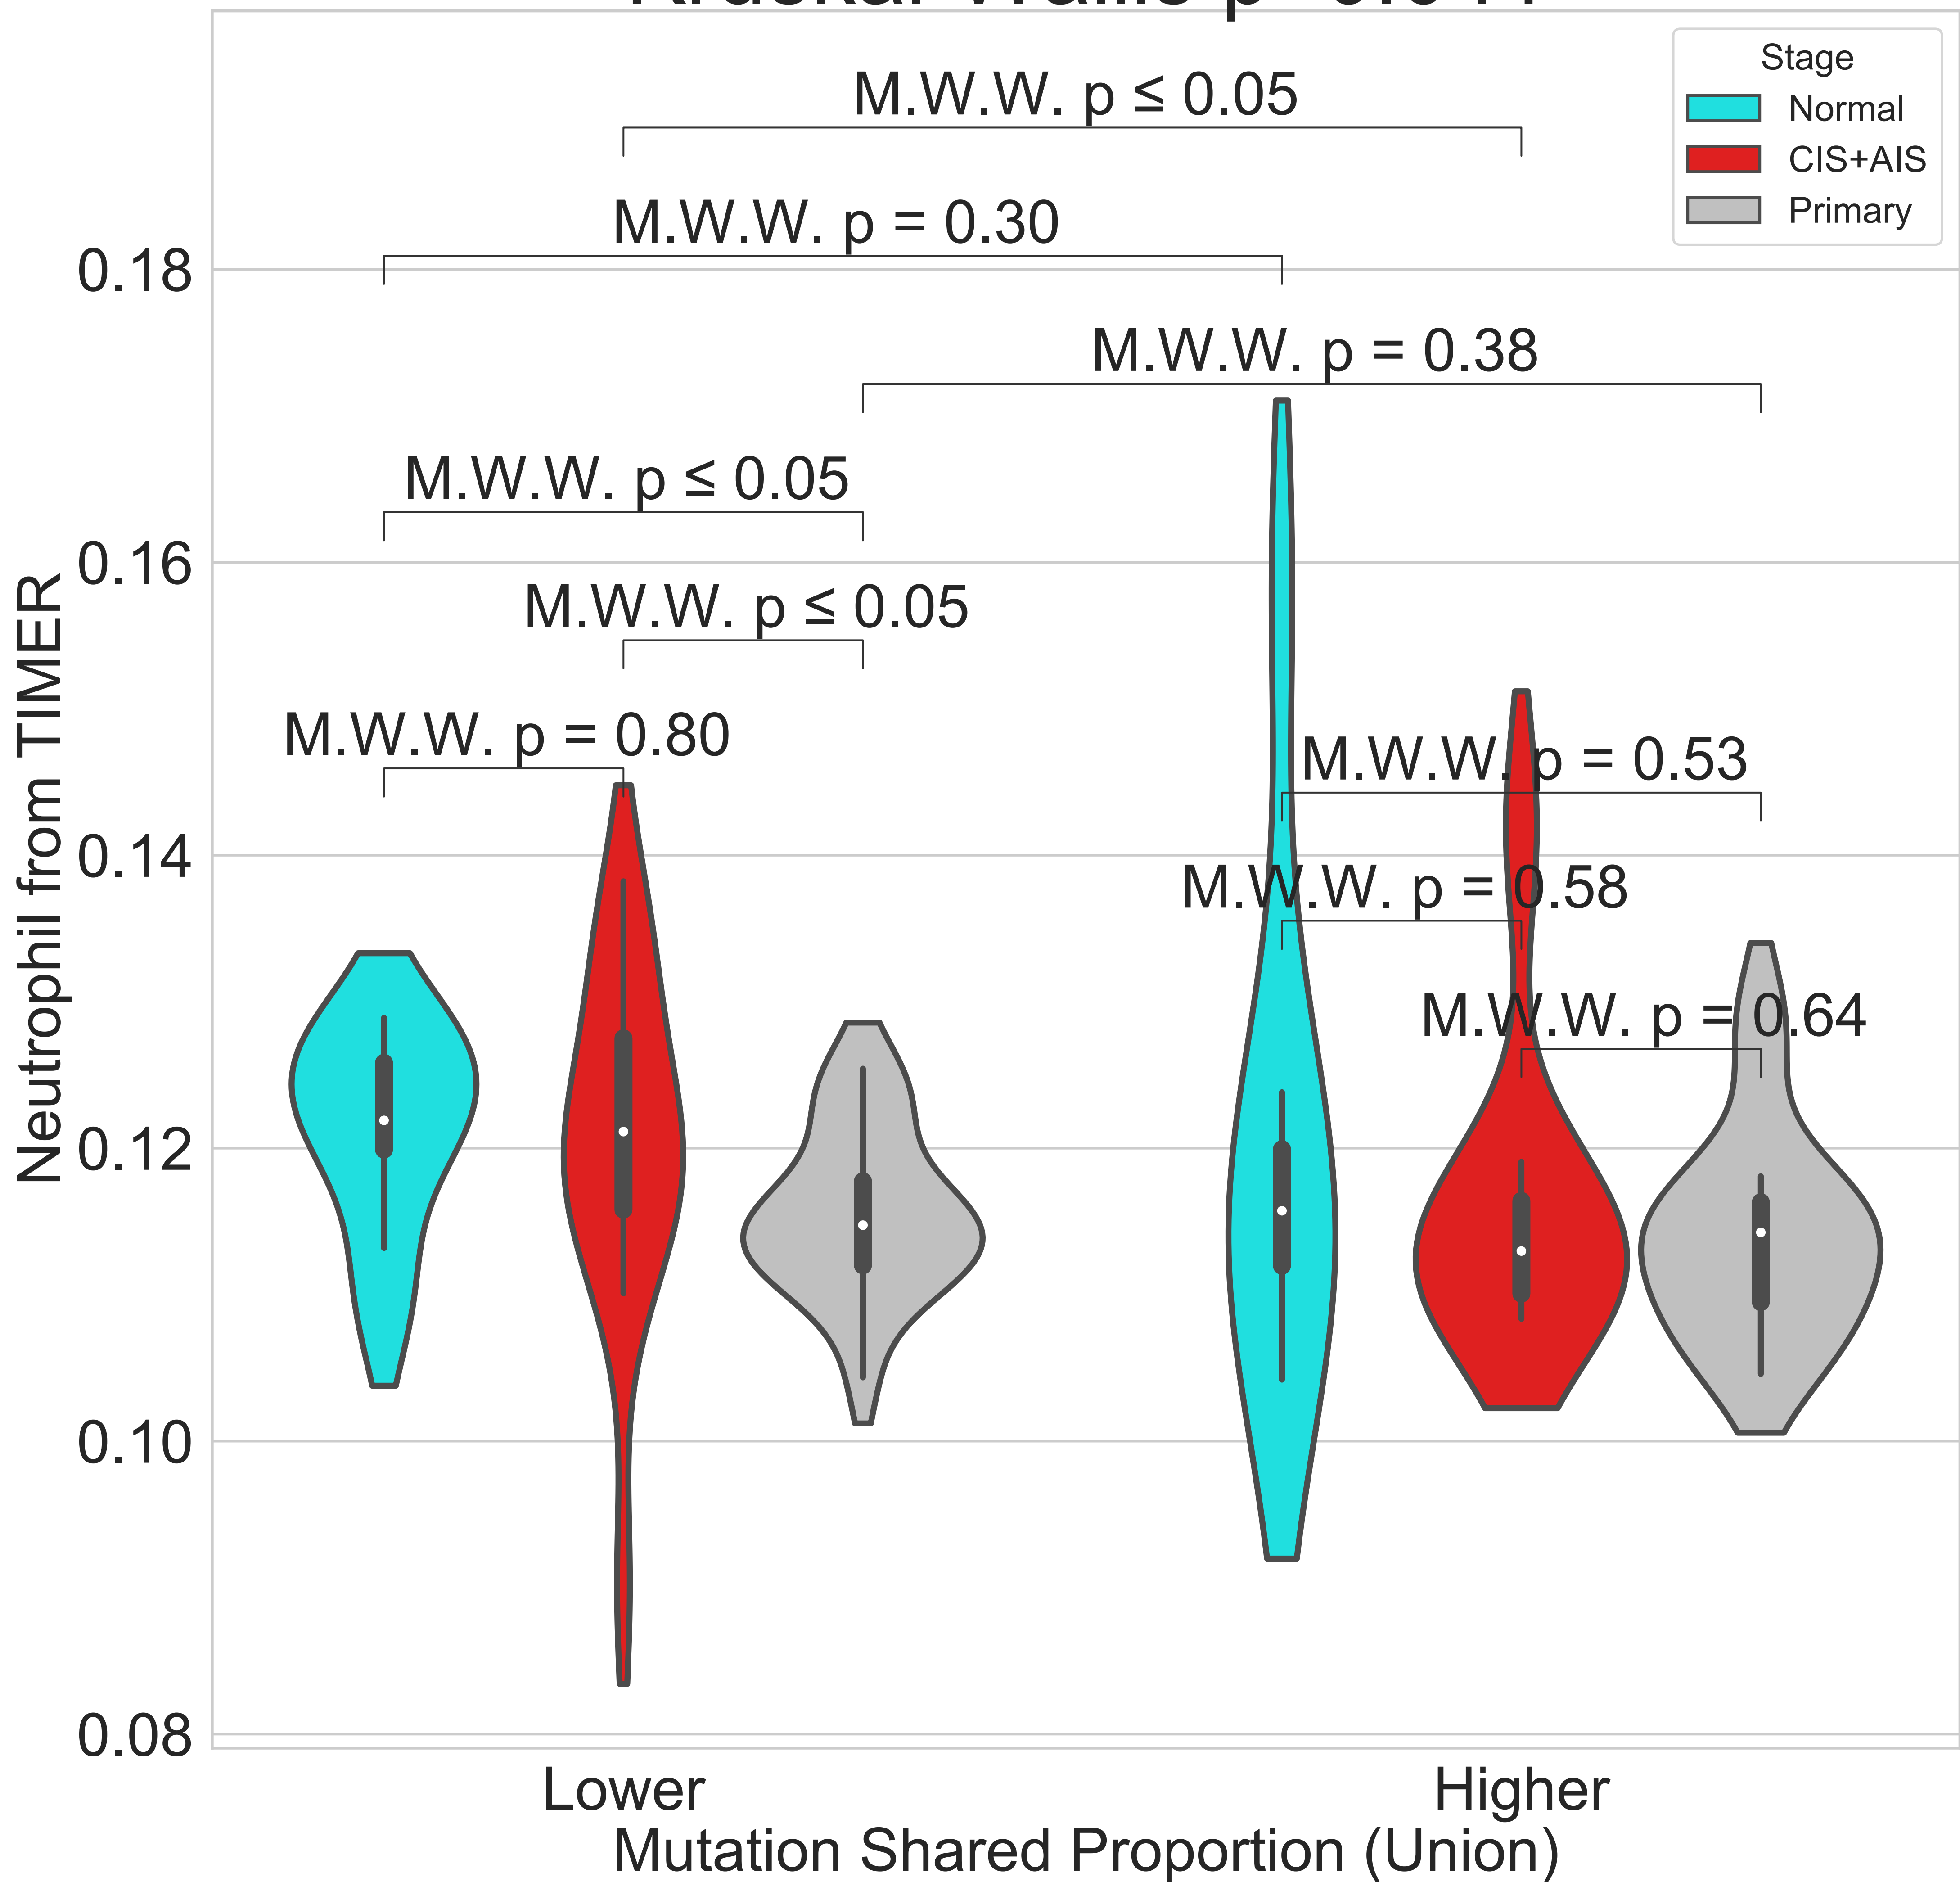 Stage
Normal
CIS+AIS
Primary
M.W.W. p ≤ 0.05
M.W.W. p = 0.30
M.W.W. p = 0.38
M.W.W. p ≤ 0.05
M.W.W. p ≤ 0.05
M.W.W. p = 0.80
M.W.W. p = 0.53
M.W.W. p = 0.58
M.W.W. p = 0.64
Neutrophil from TIMER
0.18
0.16
0.14
0.12
0.10
0.08
Lower
Higher
Mutation Shared Proportion (Union)